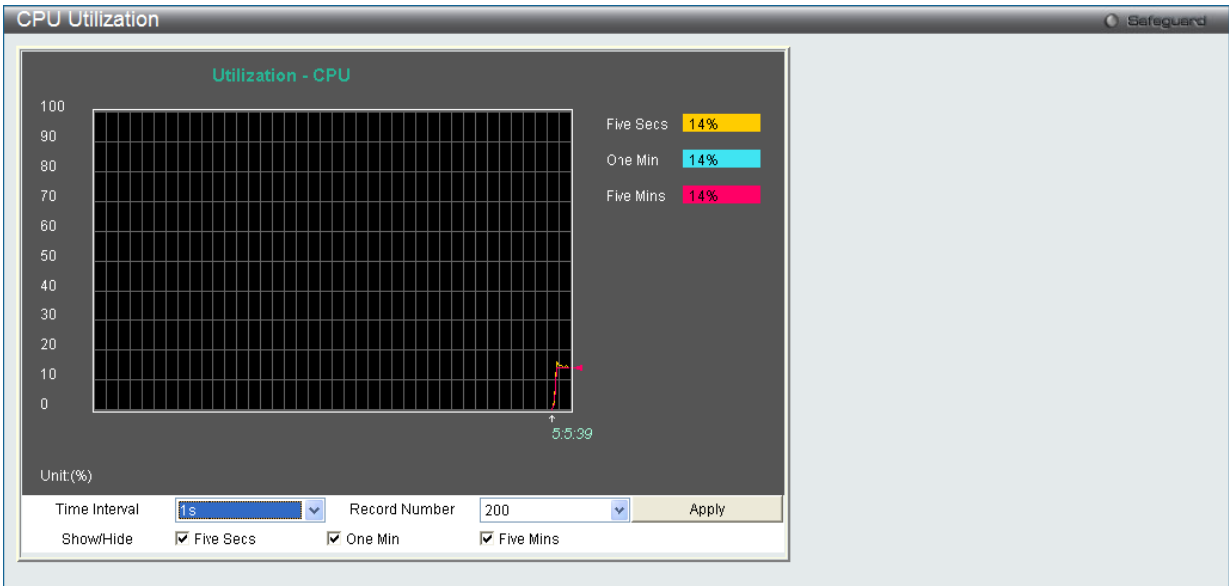 CPU Utilization
Safeguard
Utilization - CPU
100
90
80
70
60
50
40
30
20
10
0
Five Secs 14%
One Min 14%
Five Mins 14%
5:5:39
Unit:(%)
Time Interval 1s Record Number 200 Apply
Show/Hide Five Secs One Min Five Mins